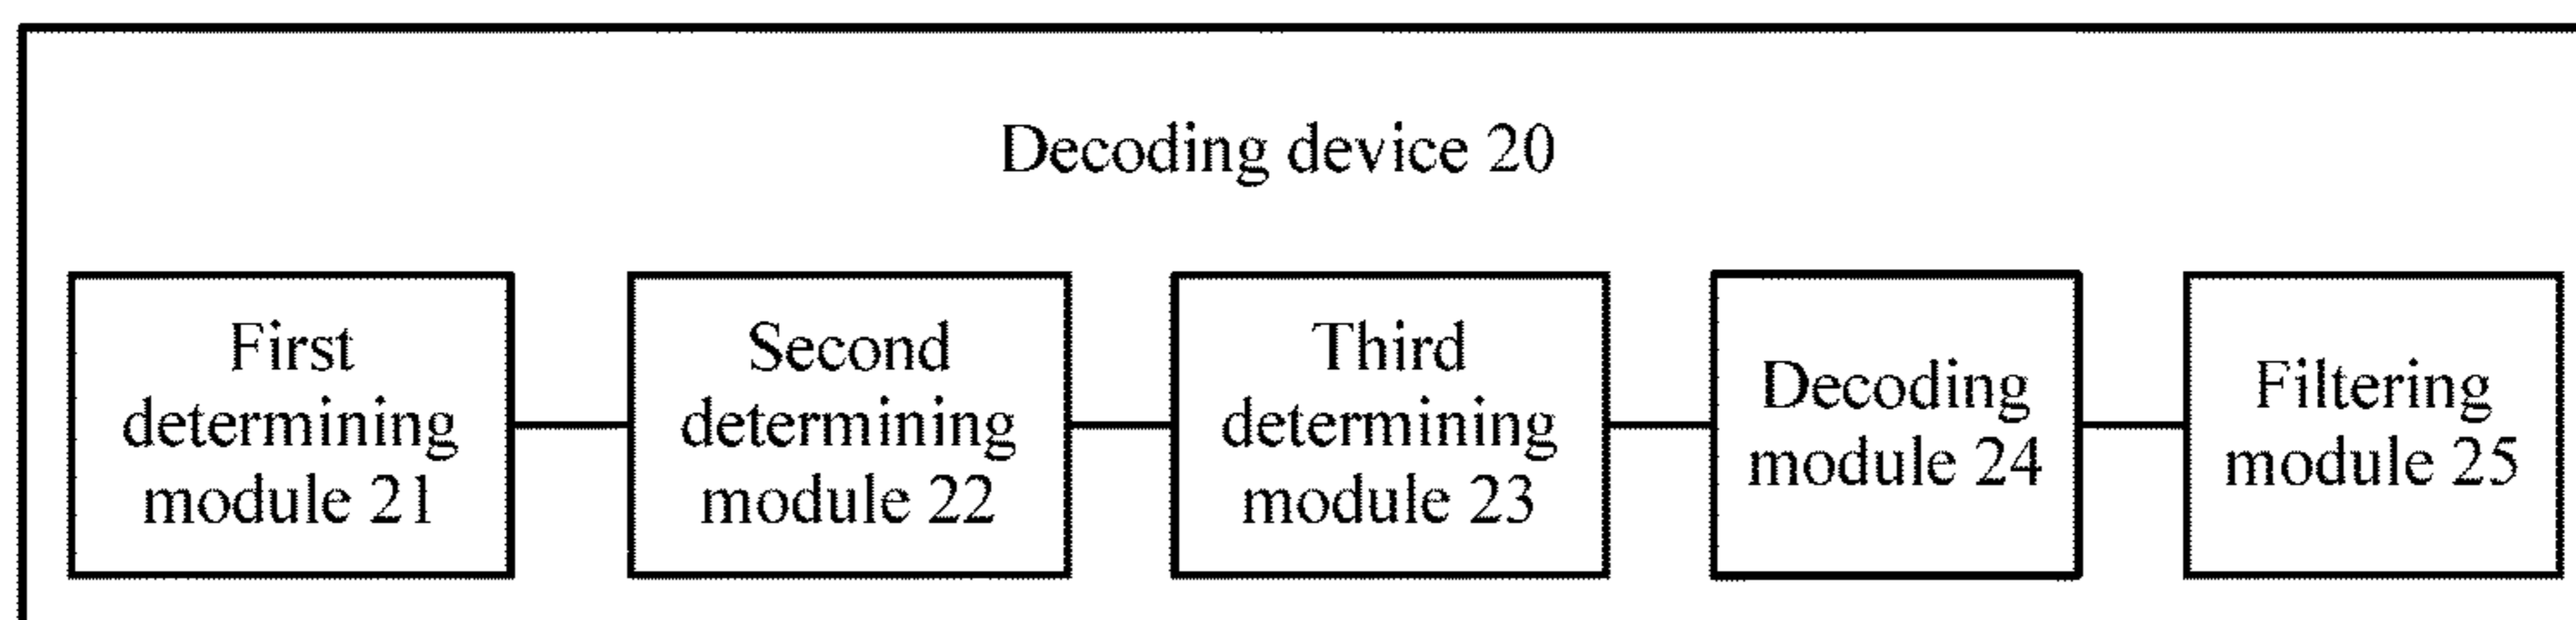 Decoding device 20
First
determining
module 21
Second
determining
module 22
Third
determining
module 23
Decoding
module 24
Filtering
module 25